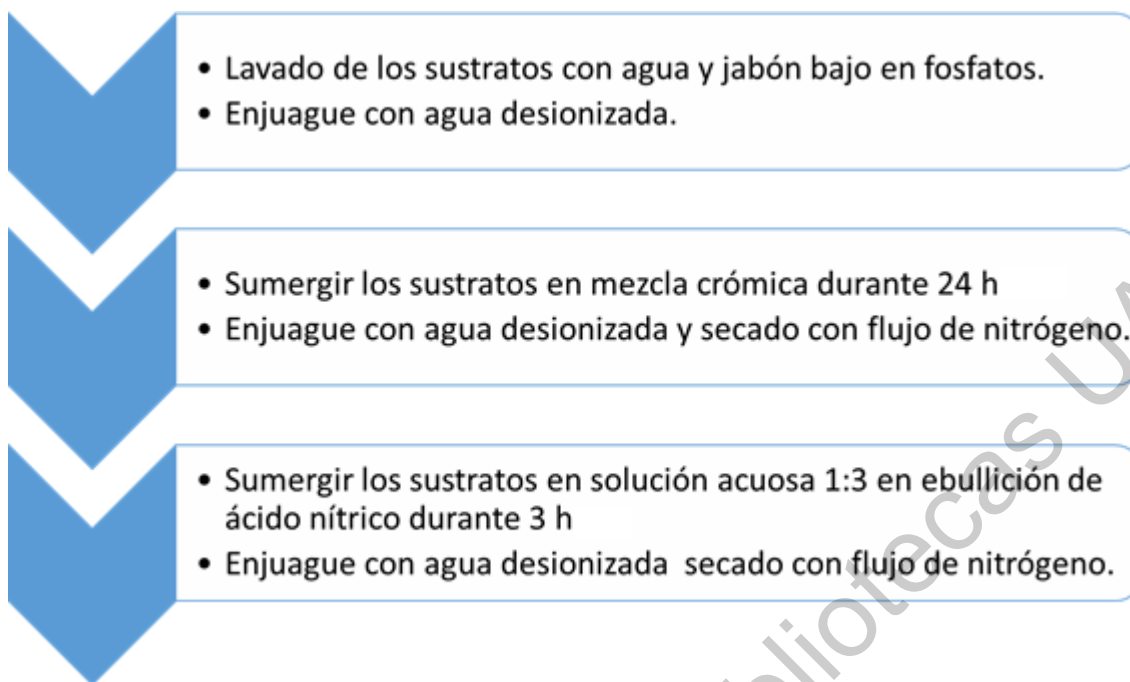 • Lavado de los sustratos con agua y jabón bajo en fosfatos.
• Enjuague con agua desionizada.
• Sumergir los sustratos en mezcla crómica durante 24 h
• Enjuague con agua desionizada y secado con flujo de nitrógeno.
• Sumergir los sustratos en solución acuosa 1:3 en ebullición de
ácido nítrico durante 3 h
• Enjuague con agua desionizada secado con flujo de nitrógeno.